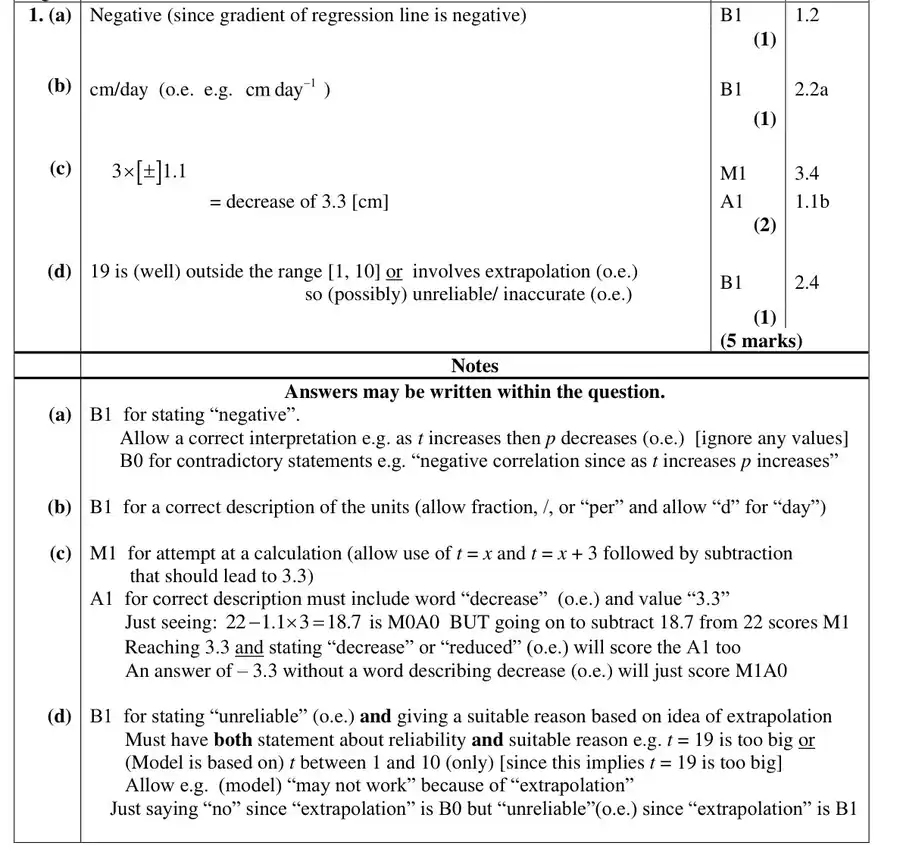 1. (a) Negative (since gradient of regression line is negative) B1 1.2
(1)
(b) cm/day (o.e. e.g. cm day⁻¹ ) B1 2.2a
(1)
(c) 3×[±]1.1 M1 3.4
= decrease of 3.3 [cm] A1 1.1b
(2)
(d) 19 is (well) outside the range [1, 10] or involves extrapolation (o.e.)
so (possibly) unreliable/ inaccurate (o.e.) B1 2.4
(1)
(5 marks)
Notes
Answers may be written within the question.
(a) B1 for stating “negative”.
Allow a correct interpretation e.g. as t increases then p decreases (o.e.) [ignore any values]
B0 for contradictory statements e.g. “negative correlation since as t increases p increases”
(b) B1 for a correct description of the units (allow fraction, /, or “per” and allow “d” for “day”)
(c) M1 for attempt at a calculation (allow use of t = x and t = x + 3 followed by subtraction
that should lead to 3.3)
A1 for correct description must include word “decrease” (o.e.) and value “3.3”
Just seeing: 22−1.1×3=18.7 is M0A0 BUT going on to subtract 18.7 from 22 scores M1
Reaching 3.3 and stating “decrease” or “reduced” (o.e.) will score the A1 too
An answer of – 3.3 without a word describing decrease (o.e.) will just score M1A0
(d) B1 for stating “unreliable” (o.e.) and giving a suitable reason based on idea of extrapolation
Must have both statement about reliability and suitable reason e.g. t = 19 is too big or
(Model is based on) t between 1 and 10 (only) [since this implies t = 19 is too big]
Allow e.g. (model) “may not work” because of “extrapolation”
Just saying “no” since “extrapolation” is B0 but “unreliable”(o.e.) since “extrapolation” is B1